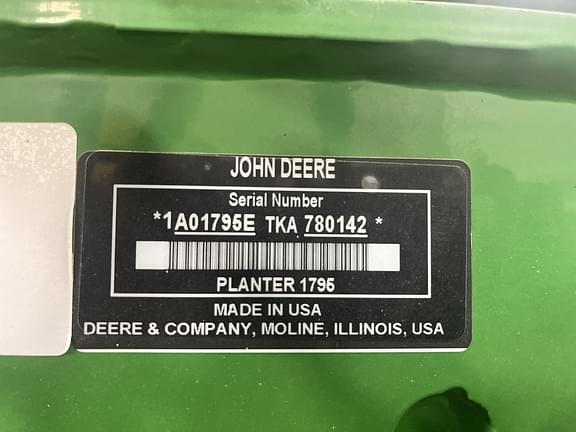 JOHN DEERE
Serial Number
*1A01795E TKA 780142 *
PLANTER 1795
MADE IN USA
DEERE & COMPANY, MOLINE, ILLINOIS, USA